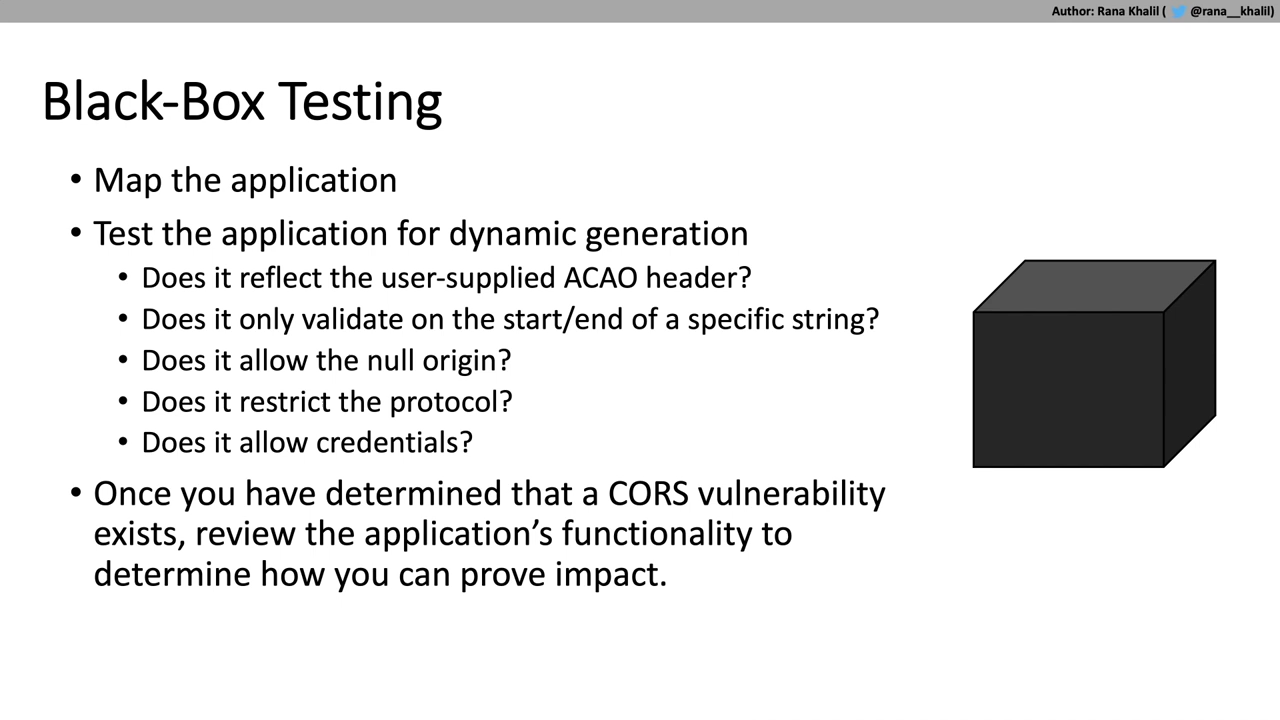 Author: Rana Khalil ( @rana__khalil)
Black-Box Testing
• Map the application
• Test the application for dynamic generation
• Does it reflect the user-supplied ACAO header?
• Does it only validate on the start/end of a specific string?
• Does it allow the null origin?
• Does it restrict the protocol?
• Does it allow credentials?
• Once you have determined that a CORS vulnerability
exists, review the application’s functionality to
determine how you can prove impact.